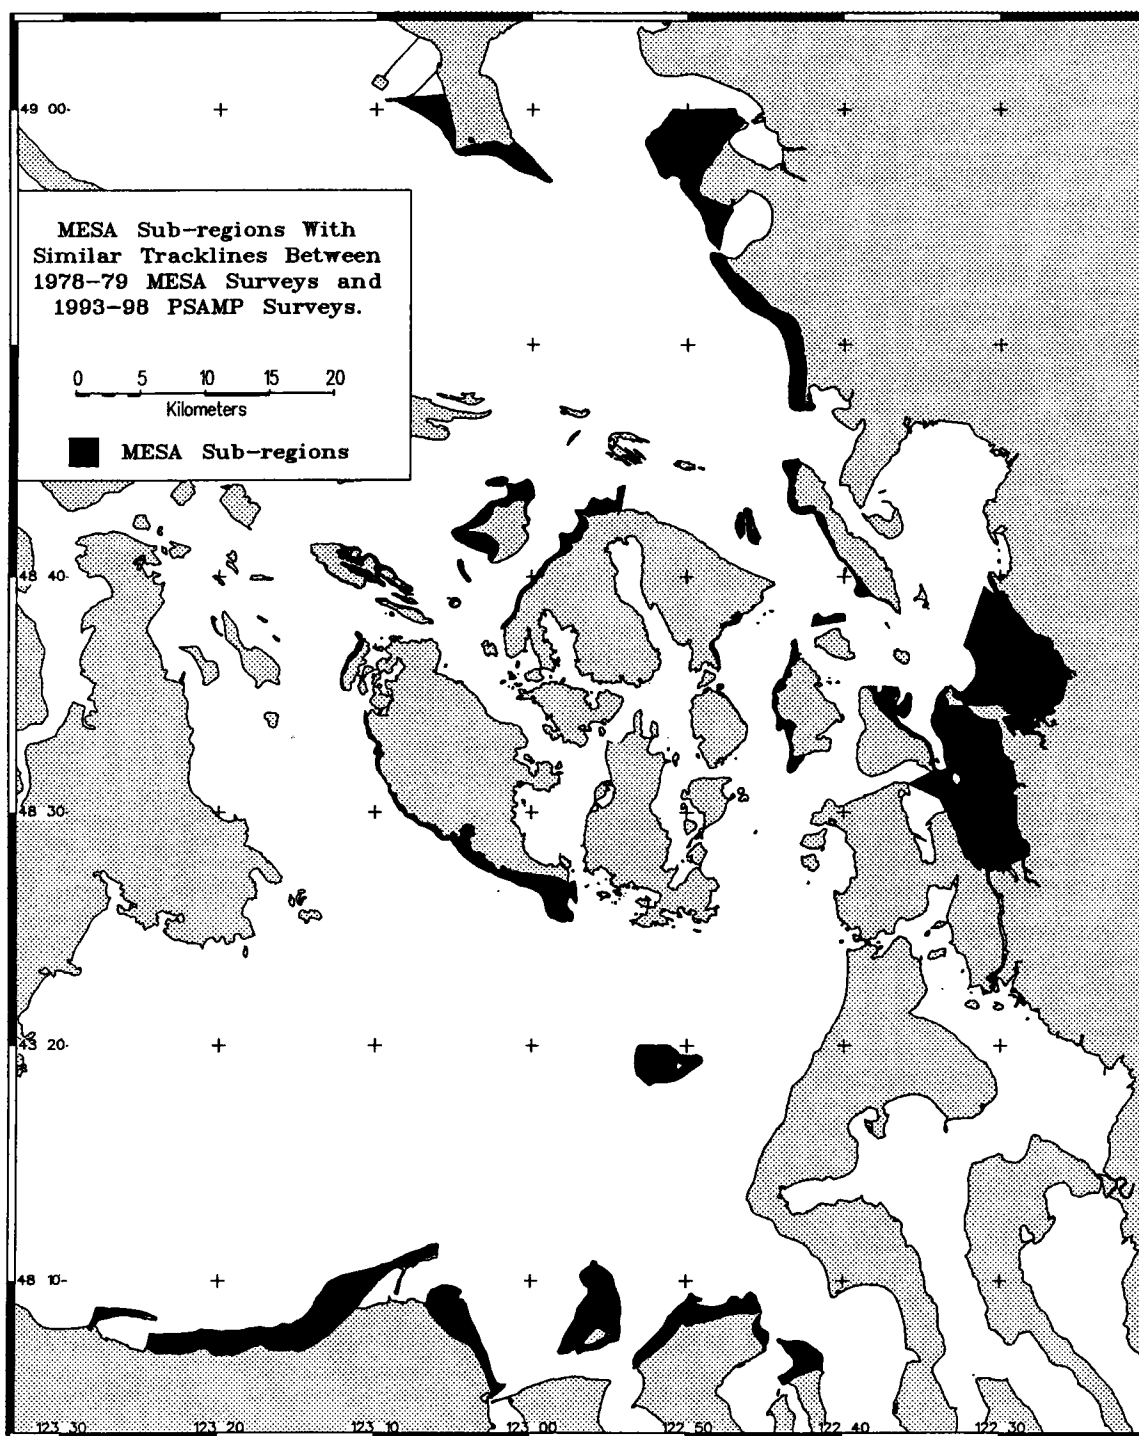 49 00
MESA Sub-regions With
Similar Tracklines Between
1978-79 MESA Surveys and
1993-98 PSAMP Surveys.
0 5 10 15 20
Kilometers
MESA Sub-regions
48 40
48 30
43 20
48 10
123 30 123 20 123 10 123 00 122 50 122 40 122 30